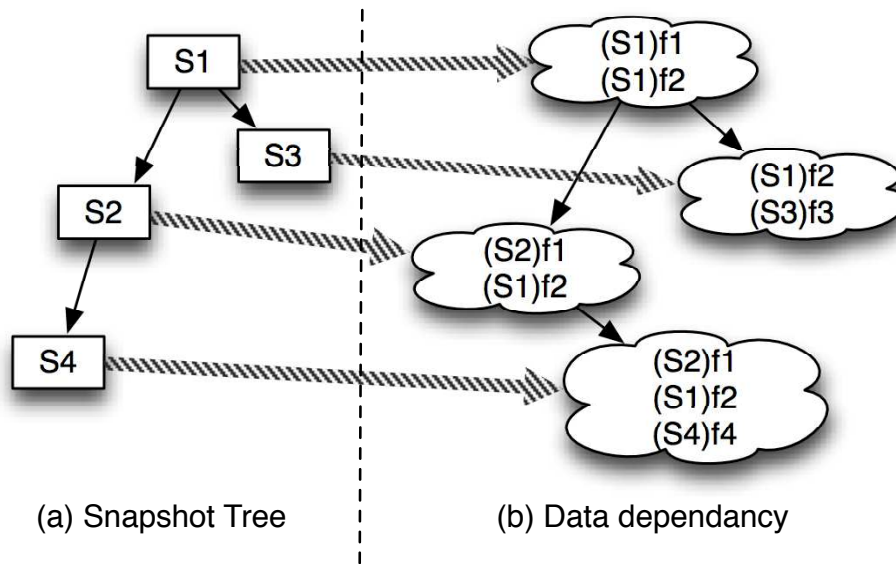 S1
S3
S2
S4
(S1)f1
(S1)f2
(S1)f2
(S3)f3
(S2)f1
(S1)f2
(S2)f1
(S1)f2
(S4)f4
(a) Snapshot Tree
(b) Data dependancy